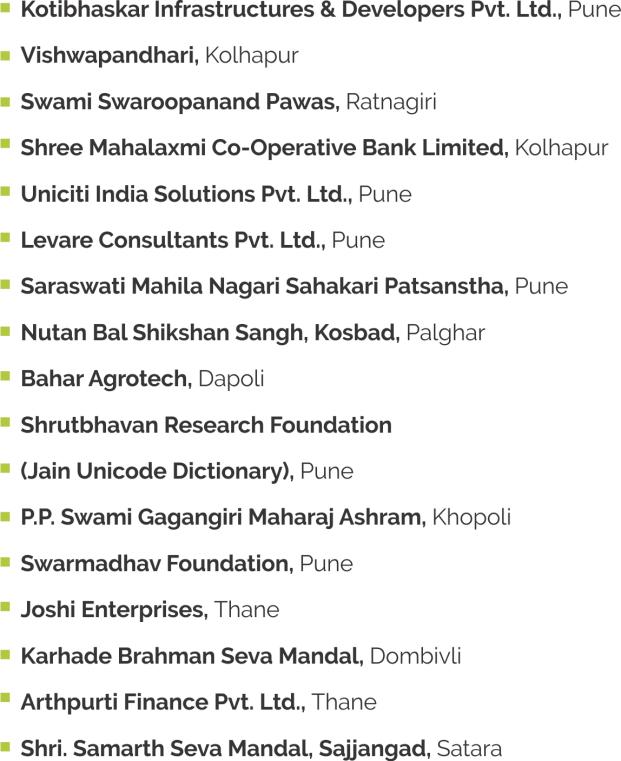 Kotibhaskar Infrastructures & Developers Pvt. Ltd., Pune
Vishwapandhari, Kolhapur
Swami Swaroopanand Pawas, Ratnagiri
Shree Mahalaxmi Co-Operative Bank Limited, Kolhapur
Uniciti India Solutions Pvt. Ltd., Pune
Levare Consultants Pvt. Ltd., Pune
Saraswati Mahila Nagari Sahakari Patsanstha, Pune
Nutan Bal Shikshan Sangh, Kosbad, Palghar
Bahar Agrotech, Dapoli
Shrutbhavan Research Foundation
(Jain Unicode Dictionary), Pune
P.P. Swami Gagangiri Maharaj Ashram, Khopoli
Swarmadhav Foundation, Pune
Joshi Enterprises, Thane
Karhade Brahman Seva Mandal, Dombivli
Arthpurti Finance Pvt. Ltd., Thane
Shri. Samarth Seva Mandal, Sajjangad, Satara